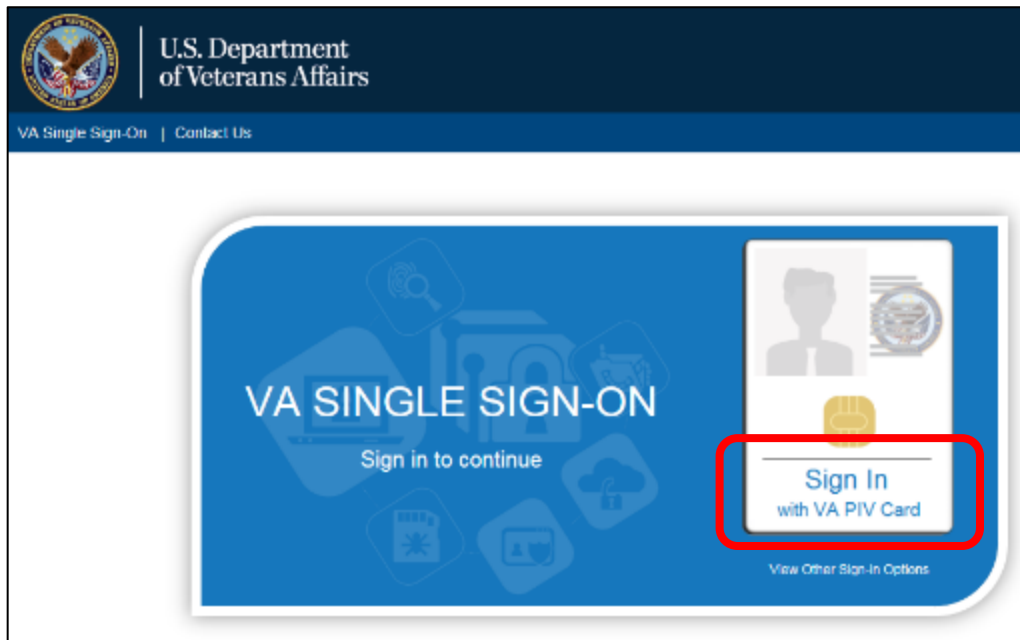 U.S. Department
of Veterans Affairs
VA Single Sign-On | Contact Us
VA SINGLE SIGN-ON
Sign in to continue
Sign In
with VA PIV Card
View Other Sign-In Options